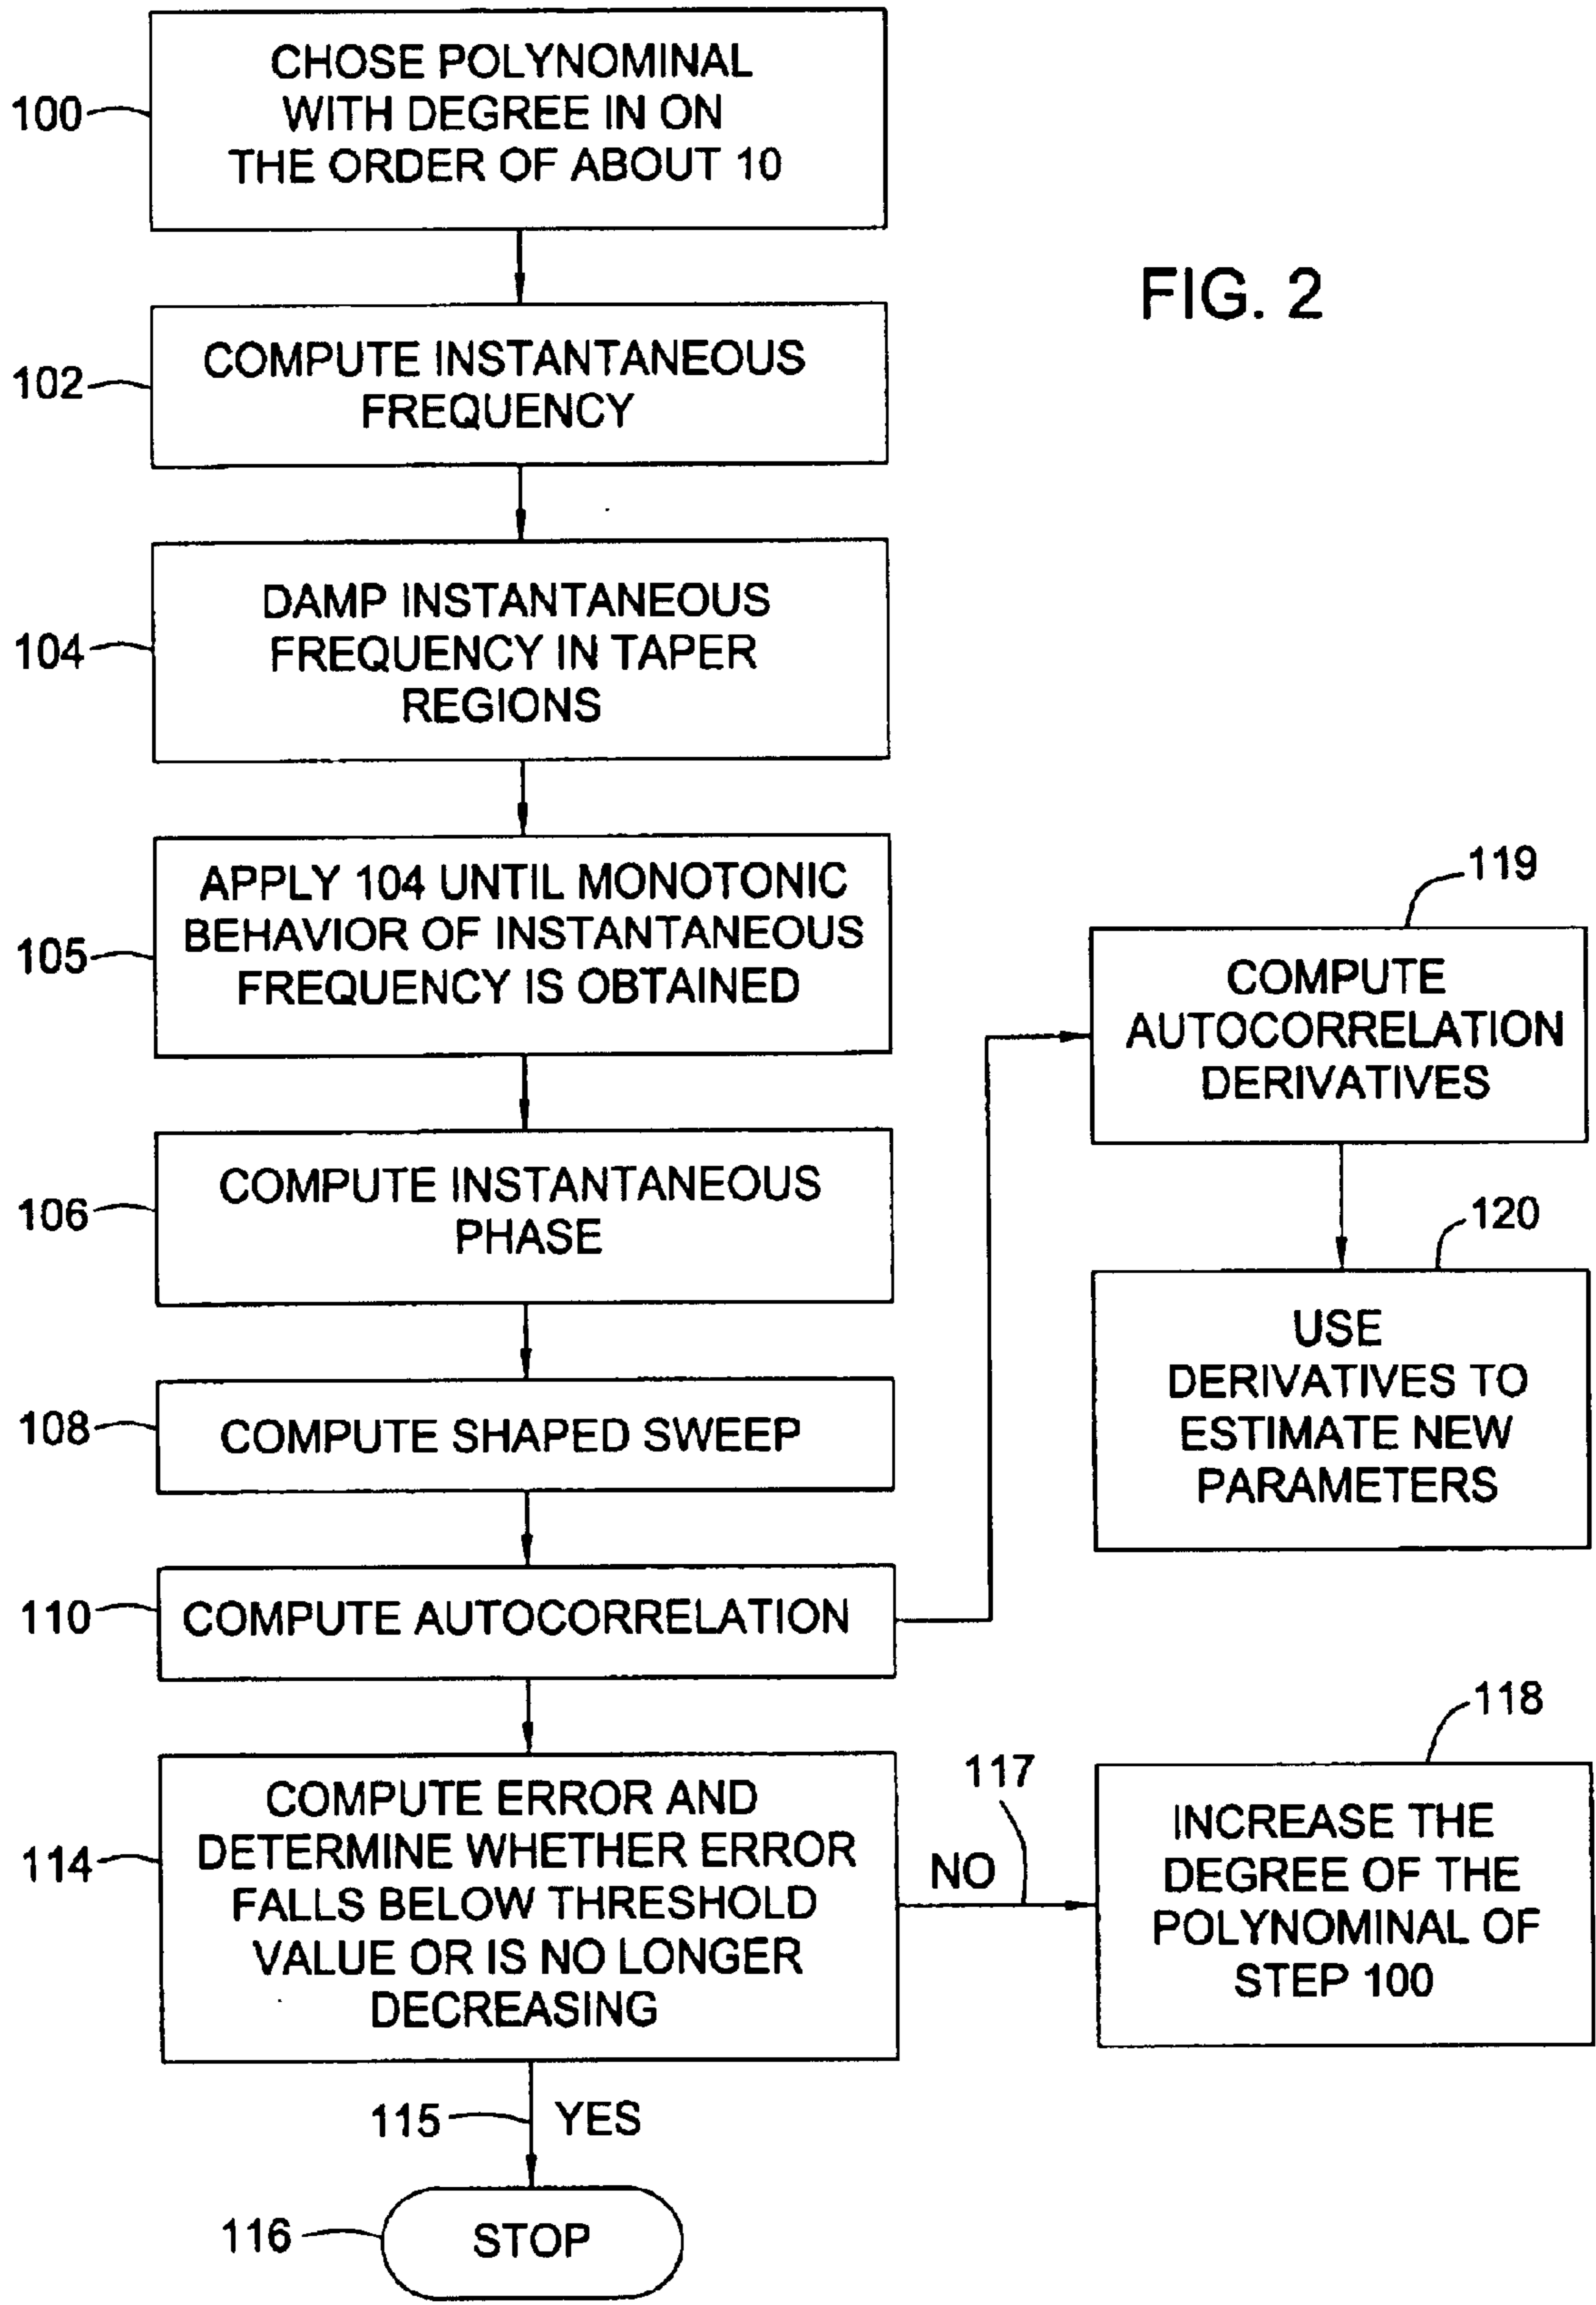 CHOSE POLYNOMINAL
WITH DEGREE IN ON
THE ORDER OF ABOUT 10
100
FIG. 2
COMPUTE INSTANTANEOUS
FREQUENCY
102
DAMP INSTANTANEOUS
FREQUENCY IN TAPER
REGIONS
104
APPLY 104 UNTIL MONOTONIC
BEHAVIOR OF INSTANTANEOUS
FREQUENCY IS OBTAINED
105
COMPUTE INSTANTANEOUS
PHASE
106
COMPUTE SHAPED SWEEP
108
COMPUTE AUTOCORRELATION
110
119
COMPUTE
AUTOCORRELATION
DERIVATIVES
120
USE
DERIVATIVES TO
ESTIMATE NEW
PARAMETERS
COMPUTE ERROR AND
DETERMINE WHETHER ERROR
FALLS BELOW THRESHOLD
VALUE OR IS NO LONGER
DECREASING
114
NO
117
118
INCREASE THE
DEGREE OF THE
POLYNOMINAL OF
STEP 100
115
YES
116
STOP